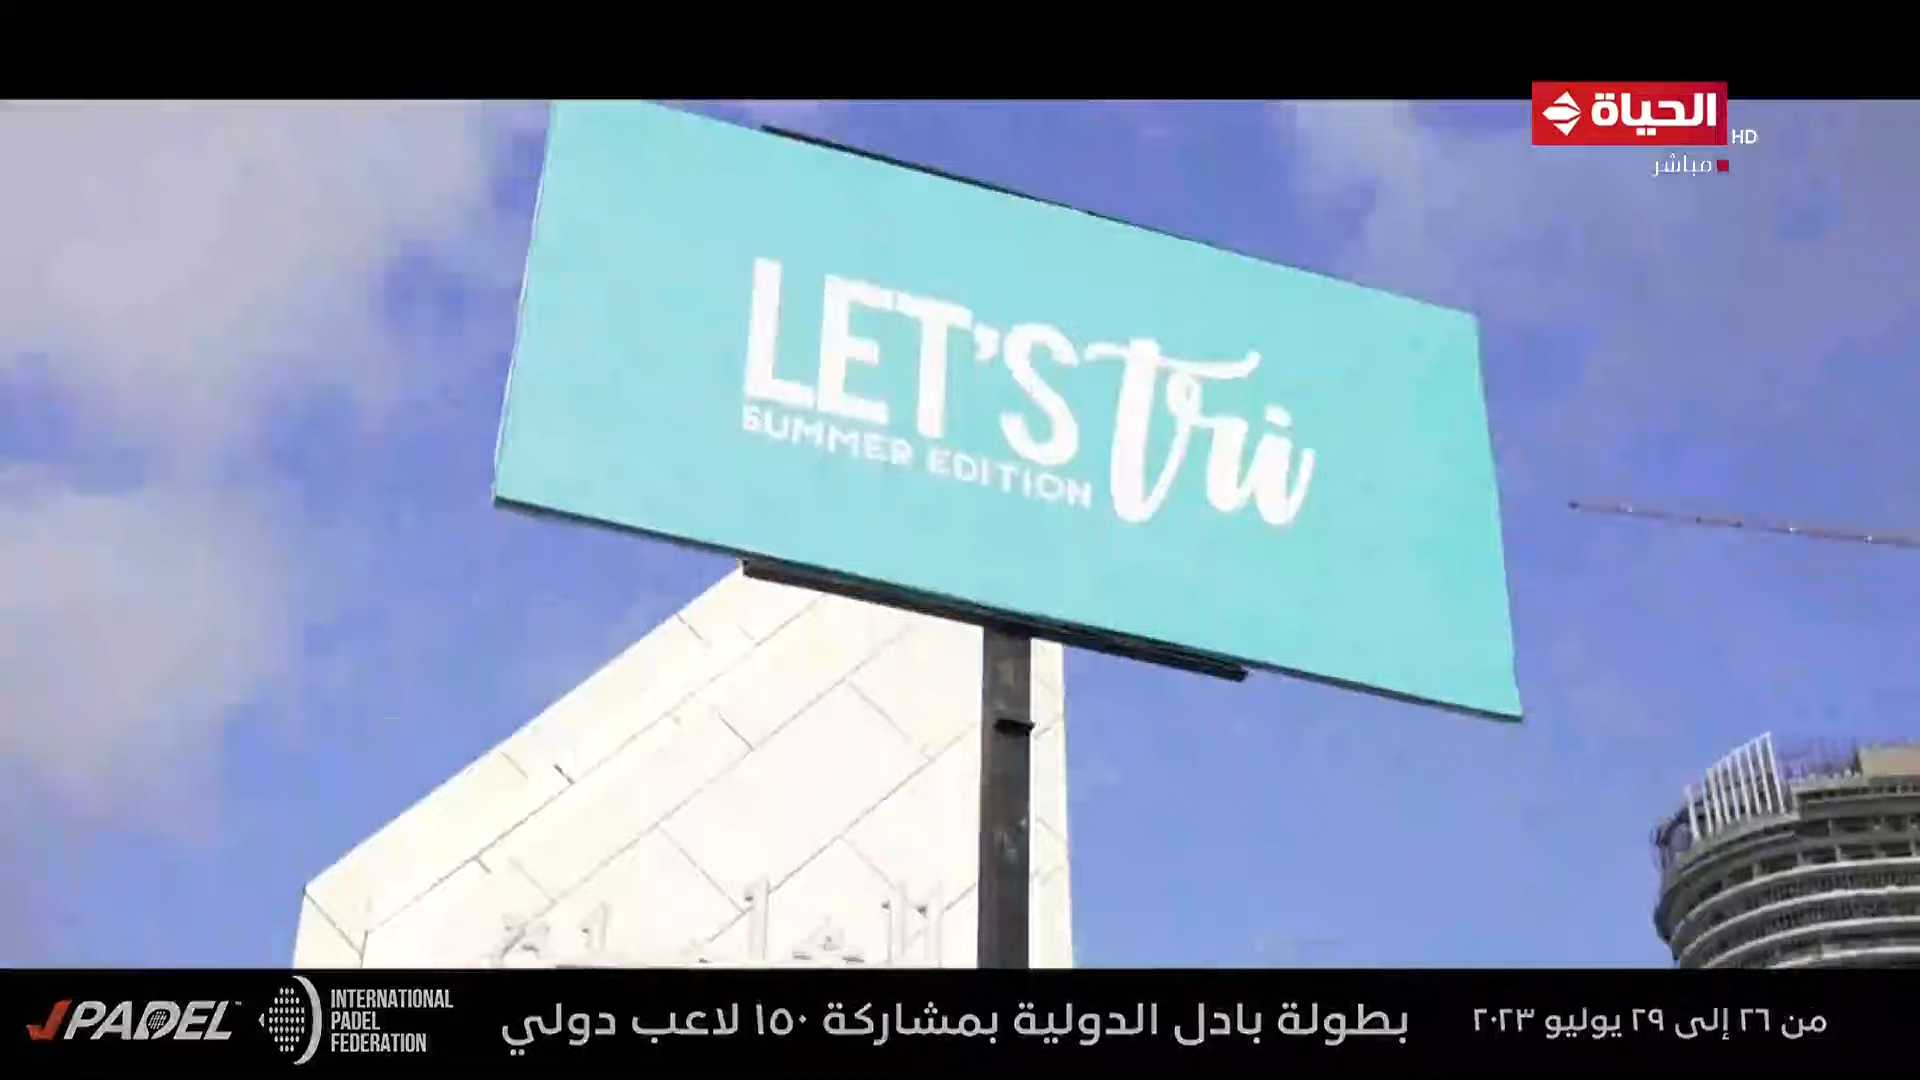 الحياة
HD
مباشر
LET'S tri
SUMMER EDITION
JPADEL
INTERNATIONAL
PADEL
FEDERATION
بطولة بادل الدولية بمشاركة ١٥٠ لاعب دولي
من ٢٦ إلى ٢٩ يوليو ٢٠٢٣